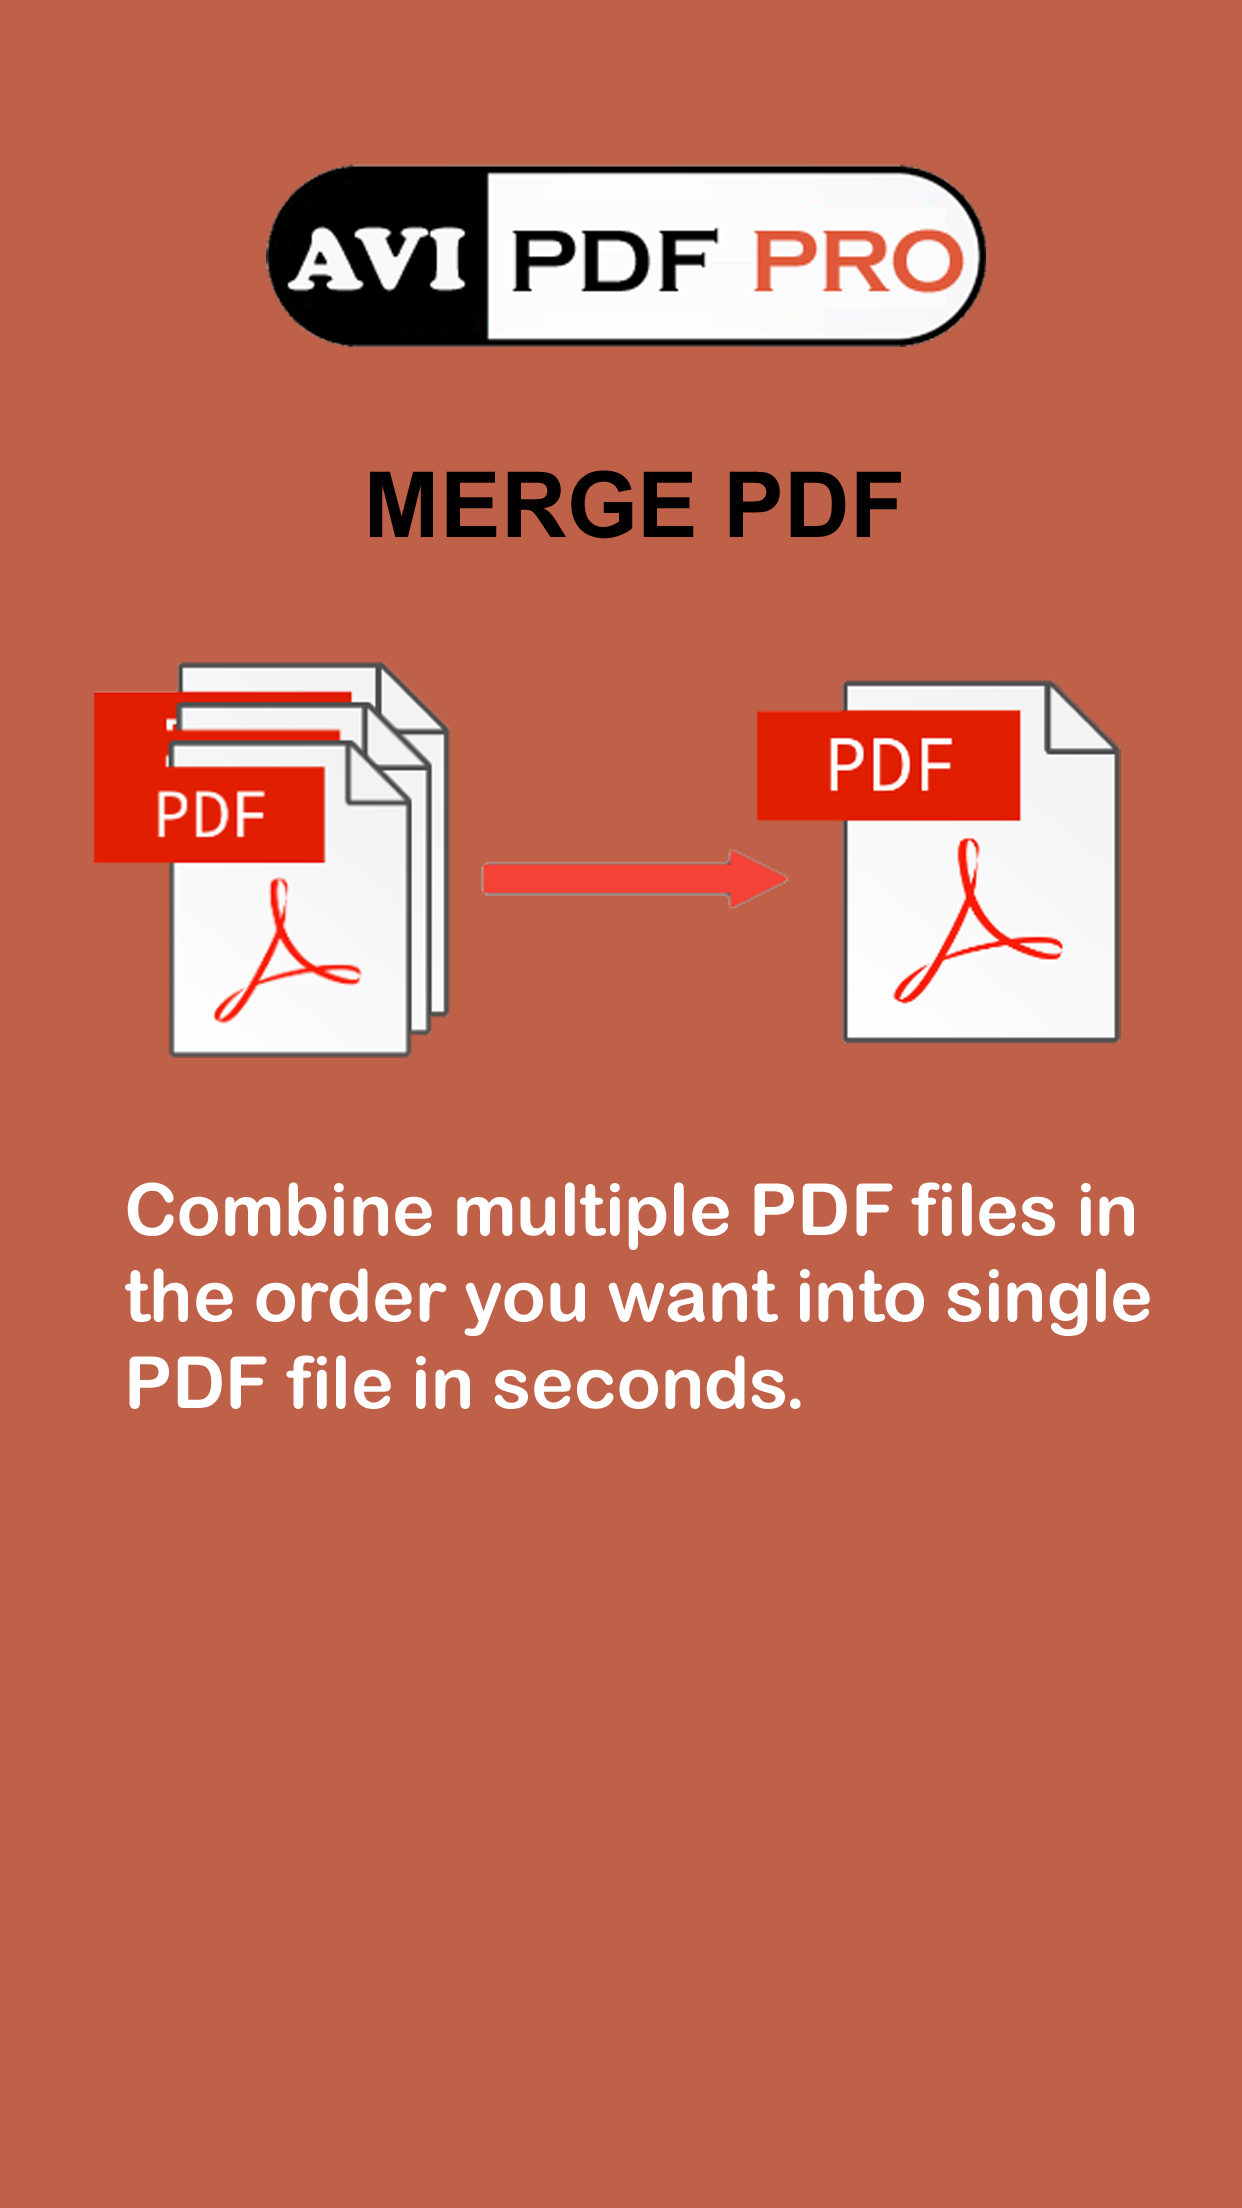 AVI PDF PRO
MERGE PDF
PDF
PDF
Combine multiple PDF files in
the order you want into single
PDF file in seconds.